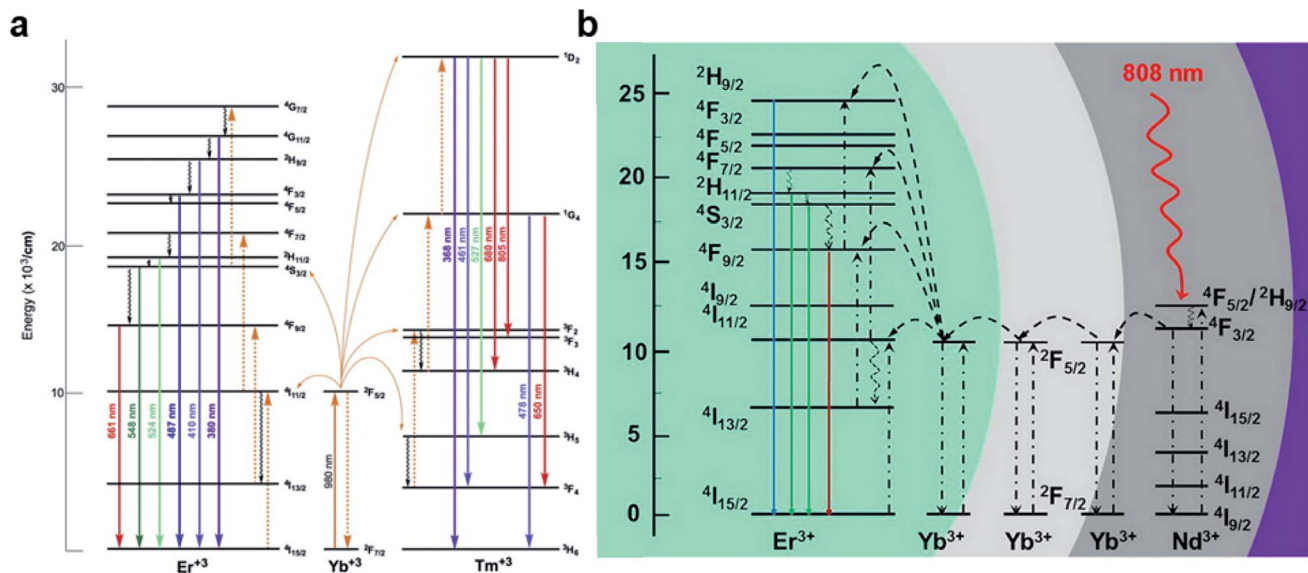 a
Energy (x 10³/cm)
30
20
10
0
⁴G₇/₂
⁴G₁₁/₂
²H₉/₂
⁴F₃/₂
⁴F₅/₂
⁴F₇/₂
²H₁₁/₂
⁴S₃/₂
⁴F₉/₂
⁴I₁₁/₂
⁴I₁₃/₂
⁴I₁₅/₂
661 nm
548 nm
524 nm
487 nm
410 nm
380 nm
Er⁺³
²F₅/₂
980 nm
²F₇/₂
Yb⁺³
¹D₂
¹G₄
³F₂
³F₃
³H₄
³H₅
³F₄
³H₆
368 nm
461 nm
527 nm
680 nm
805 nm
478 nm
650 nm
Tm⁺³
b
25
20
15
10
5
0
²H₉/₂
⁴F₃/₂
⁴F₅/₂
⁴F₇/₂
²H₁₁/₂
⁴S₃/₂
⁴F₉/₂
⁴I₉/₂
⁴I₁₁/₂
⁴I₁₃/₂
⁴I₁₅/₂
Er³⁺
Yb³⁺
²F₅/₂
²F₇/₂
Yb³⁺
Yb³⁺
808 nm
⁴F₅/₂/²H₉/₂
⁴F₃/₂
⁴I₁₅/₂
⁴I₁₃/₂
⁴I₁₁/₂
⁴I₉/₂
Nd³⁺